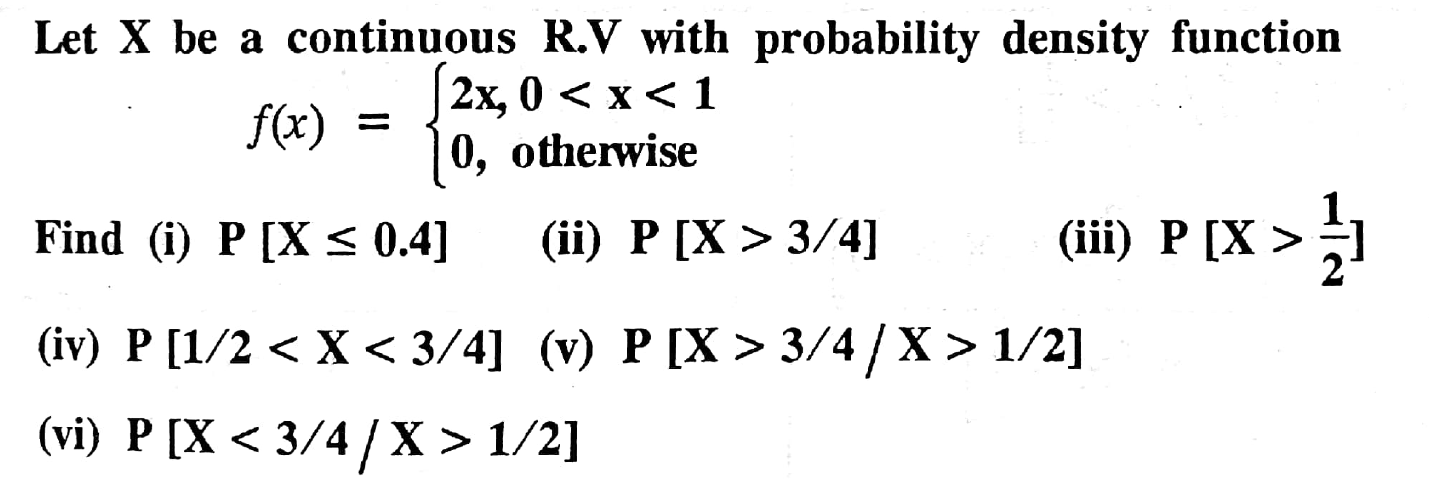 Let X be a continuous R.V with probability density function
f(x) = { 2x, 0 < x < 1
0, otherwise
Find (i) P [X ≤ 0.4] (ii) P [X > 3/4] (iii) P [X > 1/2]
(iv) P [1/2 < X < 3/4] (v) P [X > 3/4 / X > 1/2]
(vi) P [X < 3/4 / X > 1/2]